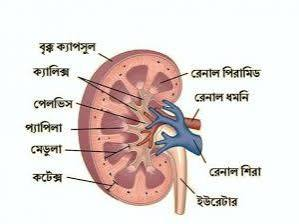 বৃক্ক ক্যাপসুল
ক্যালিক্স
রেনাল পিরামিড
রেনাল ধমনি
পেলভিস
প্যাপিলা
মেডুলা
রেনাল শিরা
কর্টেক্স
ইউরেটার